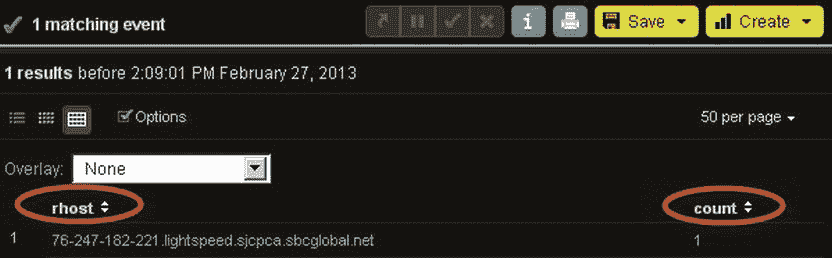 1 matching event
i
Save
Create
1 results before 2:09:01 PM February 27, 2013
Options
50 per page
Overlay: None
rhost count
1 76-247-182-221.lightspeed.sjcpca.sbcglobal.net 1